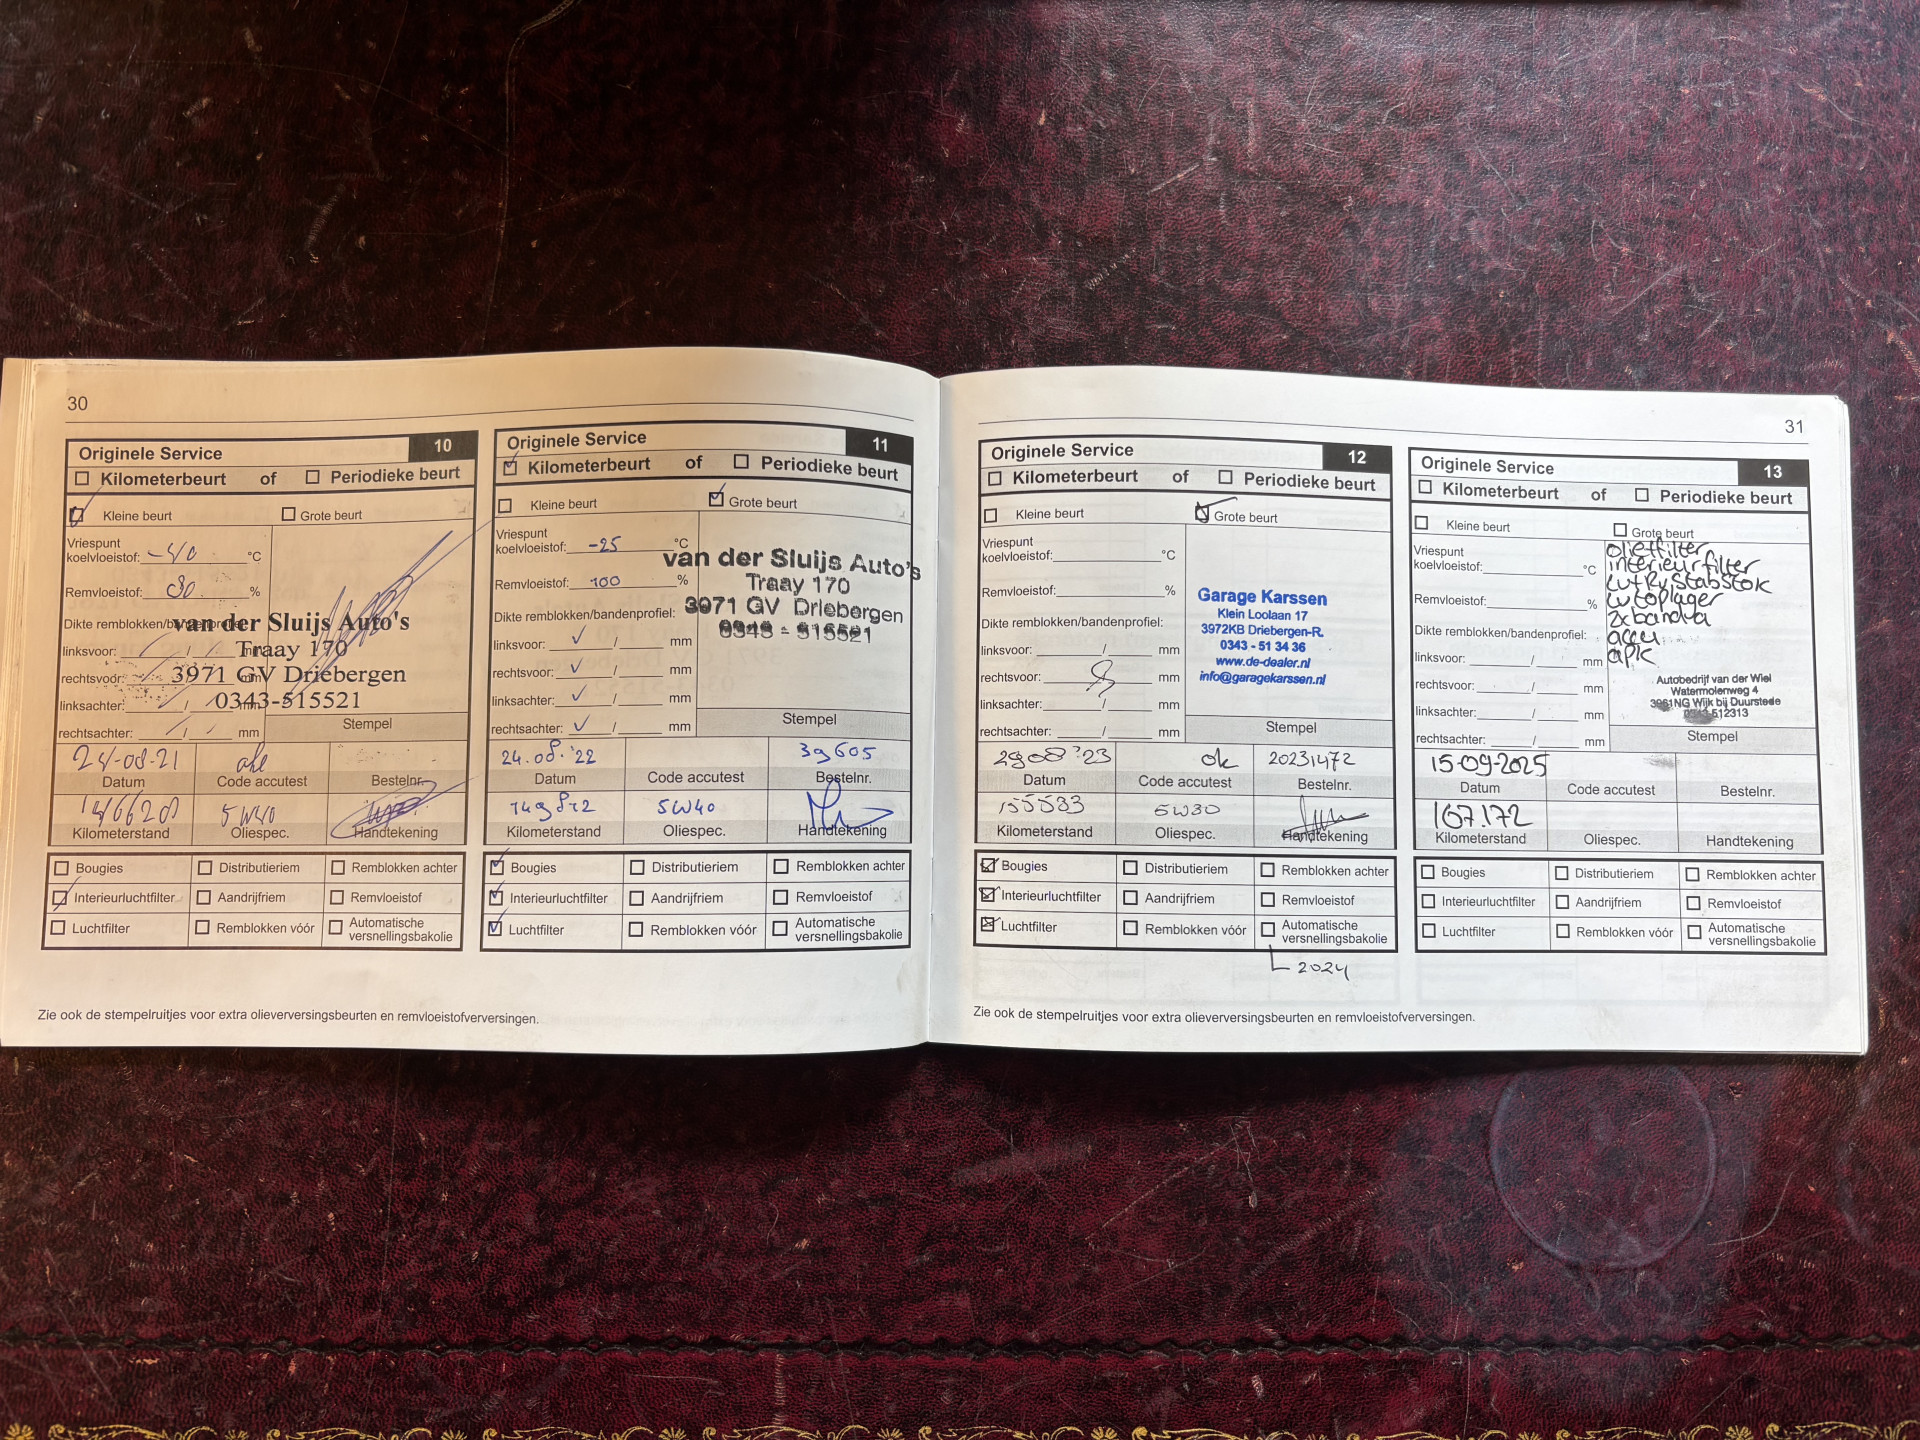 30
Originele Service 10
Kilometerbeurt of Periodieke beurt
Kleine beurt Grote beurt
Vriespunt
koelvloeistof: -40 °C
Remvloeistof: %
Dikte remblokken/bandenprofiel:
van der Sluijs Auto's
linksvoor: / mm
Traay 170
rechtsvoor: / mm
3971 GV Driebergen
linksachter: / mm
0343-515521
rechtsachter: / mm
Stempel
24-08-21
Datum Code accutest Bestelnr.
5W40
Kilometerstand Oliespec. Handtekening
Bougies Distributieriem Remblokken achter
Interieurluchtfilter Aandrijfriem Remvloeistof
Luchtfilter Remblokken vóór Automatische
versnellingsbakolie
Originele Service 11
Kilometerbeurt of Periodieke beurt
Kleine beurt Grote beurt
Vriespunt
koelvloeistof: -25 °C
Remvloeistof: 100 %
Dikte remblokken/bandenprofiel:
linksvoor: / mm
rechtsvoor: / mm
linksachter: / mm
rechtsachter: / mm
van der Sluijs Auto's
Traay 170
3971 GV Driebergen
0343 - 515521
Stempel
24.08.'22 39605
Datum Code accutest Bestelnr.
149812 5W40
Kilometerstand Oliespec. Handtekening
Bougies Distributieriem Remblokken achter
Interieurluchtfilter Aandrijfriem Remvloeistof
Luchtfilter Remblokken vóór Automatische
versnellingsbakolie
Zie ook de stempelruitjes voor extra olieverversingsbeurten en remvloeistofverversingen.
31
Originele Service 12
Kilometerbeurt of Periodieke beurt
Kleine beurt Grote beurt
Vriespunt
koelvloeistof: °C
Remvloeistof: %
Dikte remblokken/bandenprofiel:
linksvoor: / mm
rechtsvoor: / mm
linksachter: / mm
rechtsachter: / mm
Garage Karssen
Klein Loolaan 17
3972KB Driebergen-R.
0343 - 51 34 36
www.de-dealer.nl
info@garagekarssen.nl
Stempel
29 08 '23 ok 20231472
Datum Code accutest Bestelnr.
155533 5W30
Kilometerstand Oliespec. Handtekening
Bougies Distributieriem Remblokken achter
Interieurluchtfilter Aandrijfriem Remvloeistof
Luchtfilter Remblokken vóór Automatische
versnellingsbakolie
2024
Originele Service 13
Kilometerbeurt of Periodieke beurt
Kleine beurt Grote beurt
Vriespunt
koelvloeistof: °C
Remvloeistof: %
Dikte remblokken/bandenprofiel:
linksvoor: / mm
rechtsvoor: / mm
linksachter: / mm
rechtsachter: / mm
interieurfilter
accu
apk
Autobedrijf van der Wiel
Watermolenweg 4
3961NG Wijk bij Duurstede
Stempel
15-09-2025
Datum Code accutest Bestelnr.
167.172
Kilometerstand Oliespec. Handtekening
Bougies Distributieriem Remblokken achter
Interieurluchtfilter Aandrijfriem Remvloeistof
Luchtfilter Remblokken vóór Automatische
versnellingsbakolie
Zie ook de stempelruitjes voor extra olieverversingsbeurten en remvloeistofverversingen.